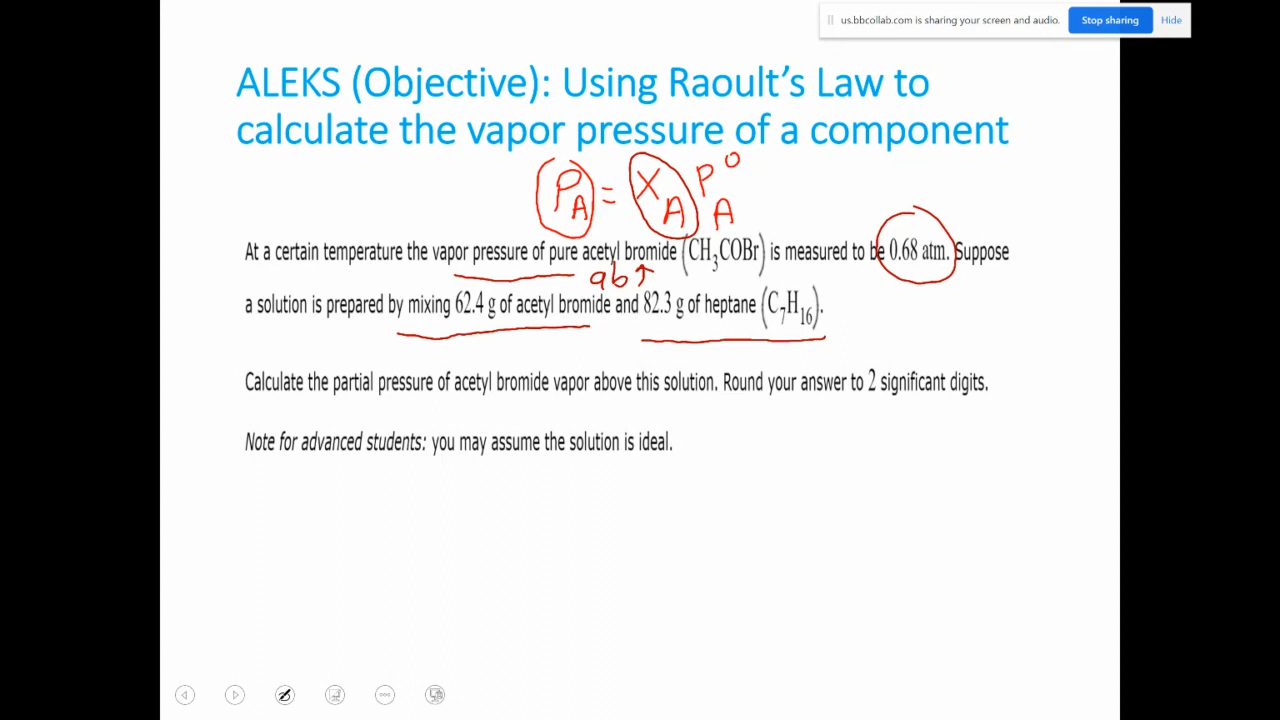 us.bbcollab.com is sharing your screen and audio. Stop sharing Hide
ALEKS (Objective): Using Raoult's Law to
calculate the vapor pressure of a component
P_A = X_A P_A^o
At a certain temperature the vapor pressure of pure acetyl bromide (CH₃COBr) is measured to be 0.68 atm. Suppose
ab↑
a solution is prepared by mixing 62.4 g of acetyl bromide and 82.3 g of heptane (C₇H₁₆).
Calculate the partial pressure of acetyl bromide vapor above this solution. Round your answer to 2 significant digits.
Note for advanced students: you may assume the solution is ideal.